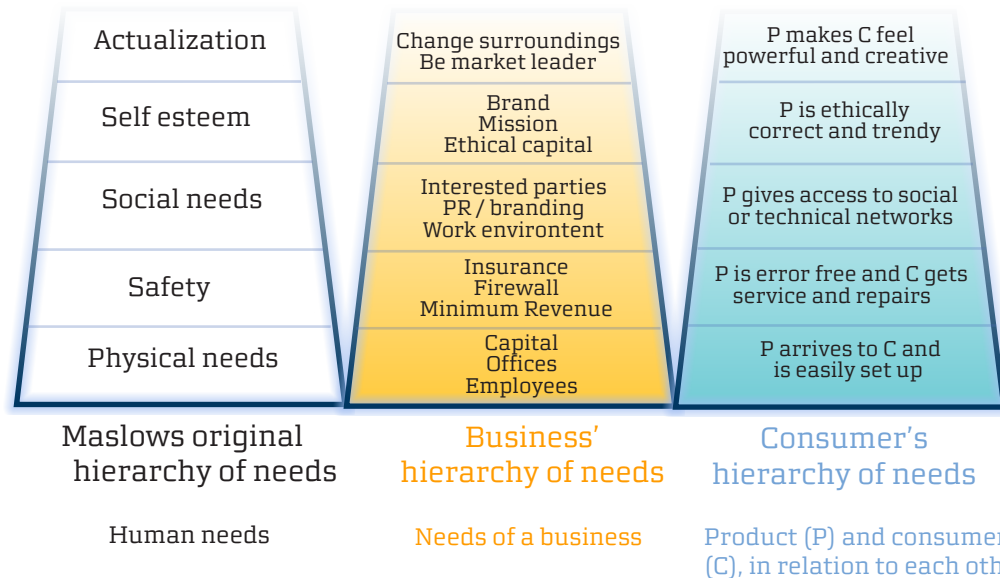 Actualization
Self esteem
Social needs
Safety
Physical needs
Maslows original
hierarchy of needs
Human needs
Change surroundings
Be market leader
Brand
Mission
Ethical capital
Interested parties
PR / branding
Work environtent
Insurance
Firewall
Minimum Revenue
Capital
Offices
Employees
Business’
hierarchy of needs
Needs of a business
P makes C feel
powerful and creative
P is ethically
correct and trendy
P gives access to social
or technical networks
P is error free and C gets
service and repairs
P arrives to C and
is easily set up
Consumer’s
hierarchy of needs
Product (P) and consumer
(C), in relation to each oth